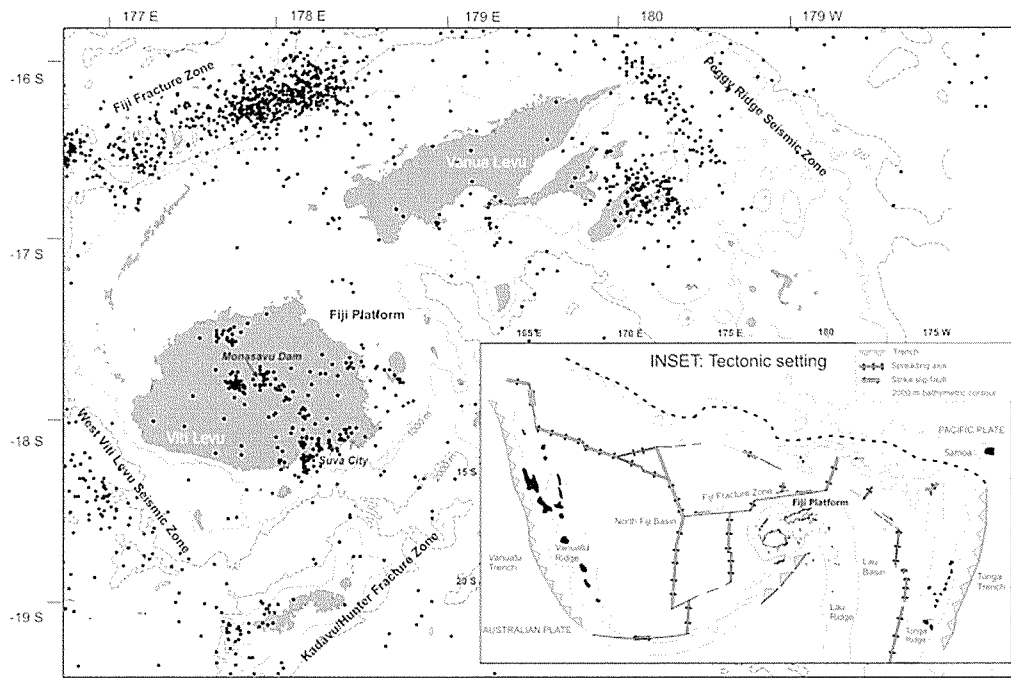 177 E 178 E 179 E 180 179 W
-16 S
-17 S
-18 S
-19 S
Fiji Fracture Zone
Peggy Ridge Seismic Zone
Vanua Levu
Fiji Platform
Monasavu Dam
Viti Levu
Suva City
West Viti Levu Seismic Zone
Kadavu/Hunter Fracture Zone
1000 m
2000 m
165 E 170 E 175 E 180 175 W
15 S
20 S
INSET: Tectonic setting
Trench
Spreading axis
Strike slip fault
2000 m bathymetric contour
PACIFIC PLATE
Samoa
Fiji Fracture Zone
Fiji Platform
North Fiji Basin
Vanuatu
Trench
Vanuatu
Ridge
Lau
Basin
Tonga
Trench
Lau
Ridge
Tonga
Ridge
AUSTRALIAN PLATE